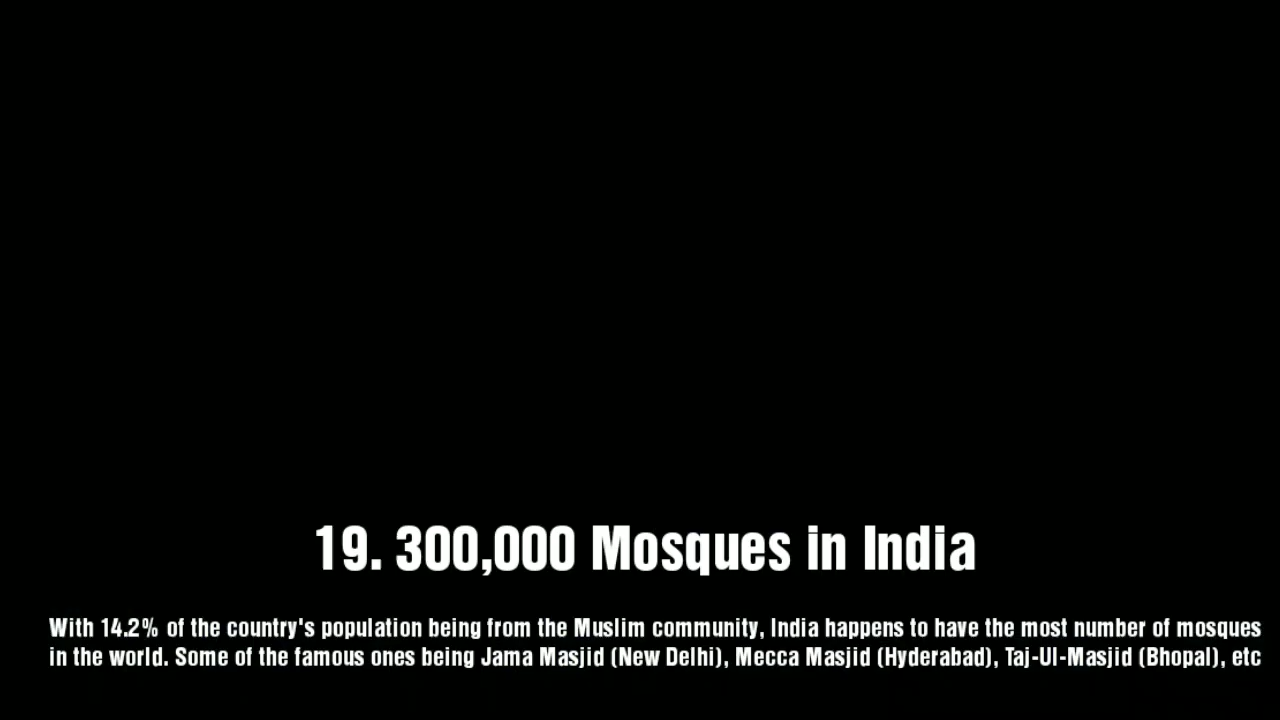 19. 300,000 Mosques in India
With 14.2% of the country's population being from the Muslim community, India happens to have the most number of mosques
in the world. Some of the famous ones being Jama Masjid (New Delhi), Mecca Masjid (Hyderabad), Taj-Ul-Masjid (Bhopal), etc